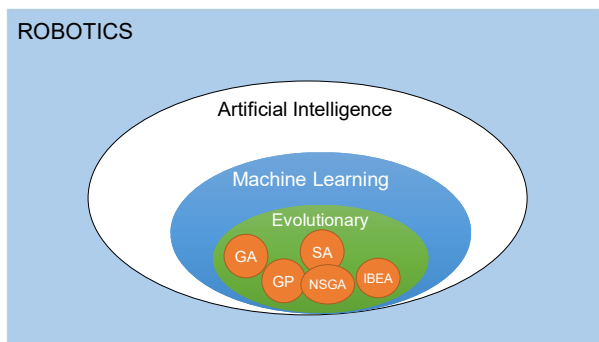 ROBOTICS
Artificial Intelligence
Machine Learning
Evolutionary
GA
SA
GP
NSGA
IBEA